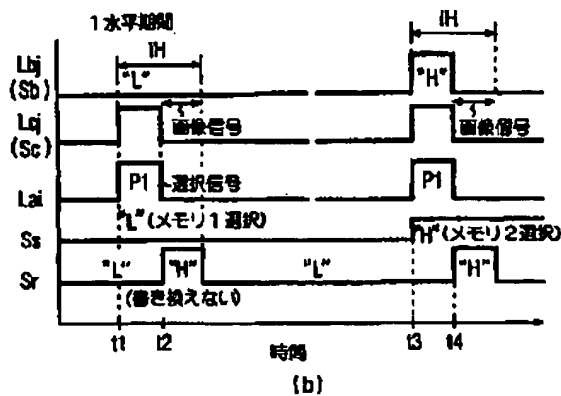 1水平期間
1H
1H
Lbj
(Sb)
"L"
"H"
Lcj
(Sc)
画像信号
画像信号
Lai
P1
選択信号
P1
Ss
"L"(メモリ1選択)
"H"(メモリ2選択)
Sr
"L"
"H"
"L"
"H"
(書き換えない)
t1
t2
t3
t4
時間
(b)